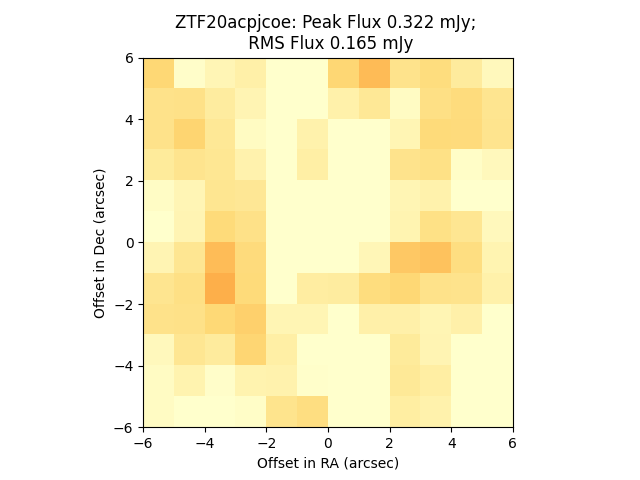 ZTF20acpjcoe: Peak Flux 0.322 mJy;
RMS Flux 0.165 mJy
6
4
2
0
−2
−4
−6
Offset in Dec (arcsec)
−6 −4 −2 0 2 4 6
Offset in RA (arcsec)